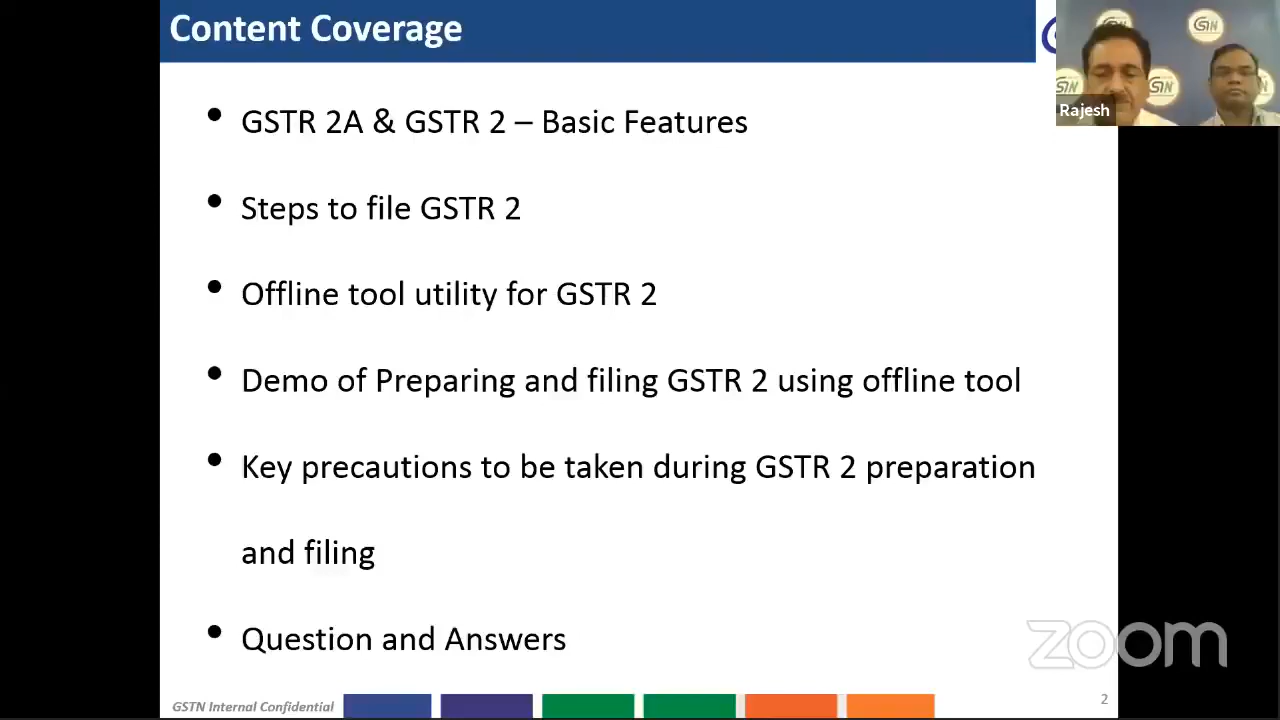 Content Coverage
Rajesh
• GSTR 2A & GSTR 2 – Basic Features
• Steps to file GSTR 2
• Offline tool utility for GSTR 2
• Demo of Preparing and filing GSTR 2 using offline tool
• Key precautions to be taken during GSTR 2 preparation
and filing
• Question and Answers
zoom
GSTN Internal Confidential
2